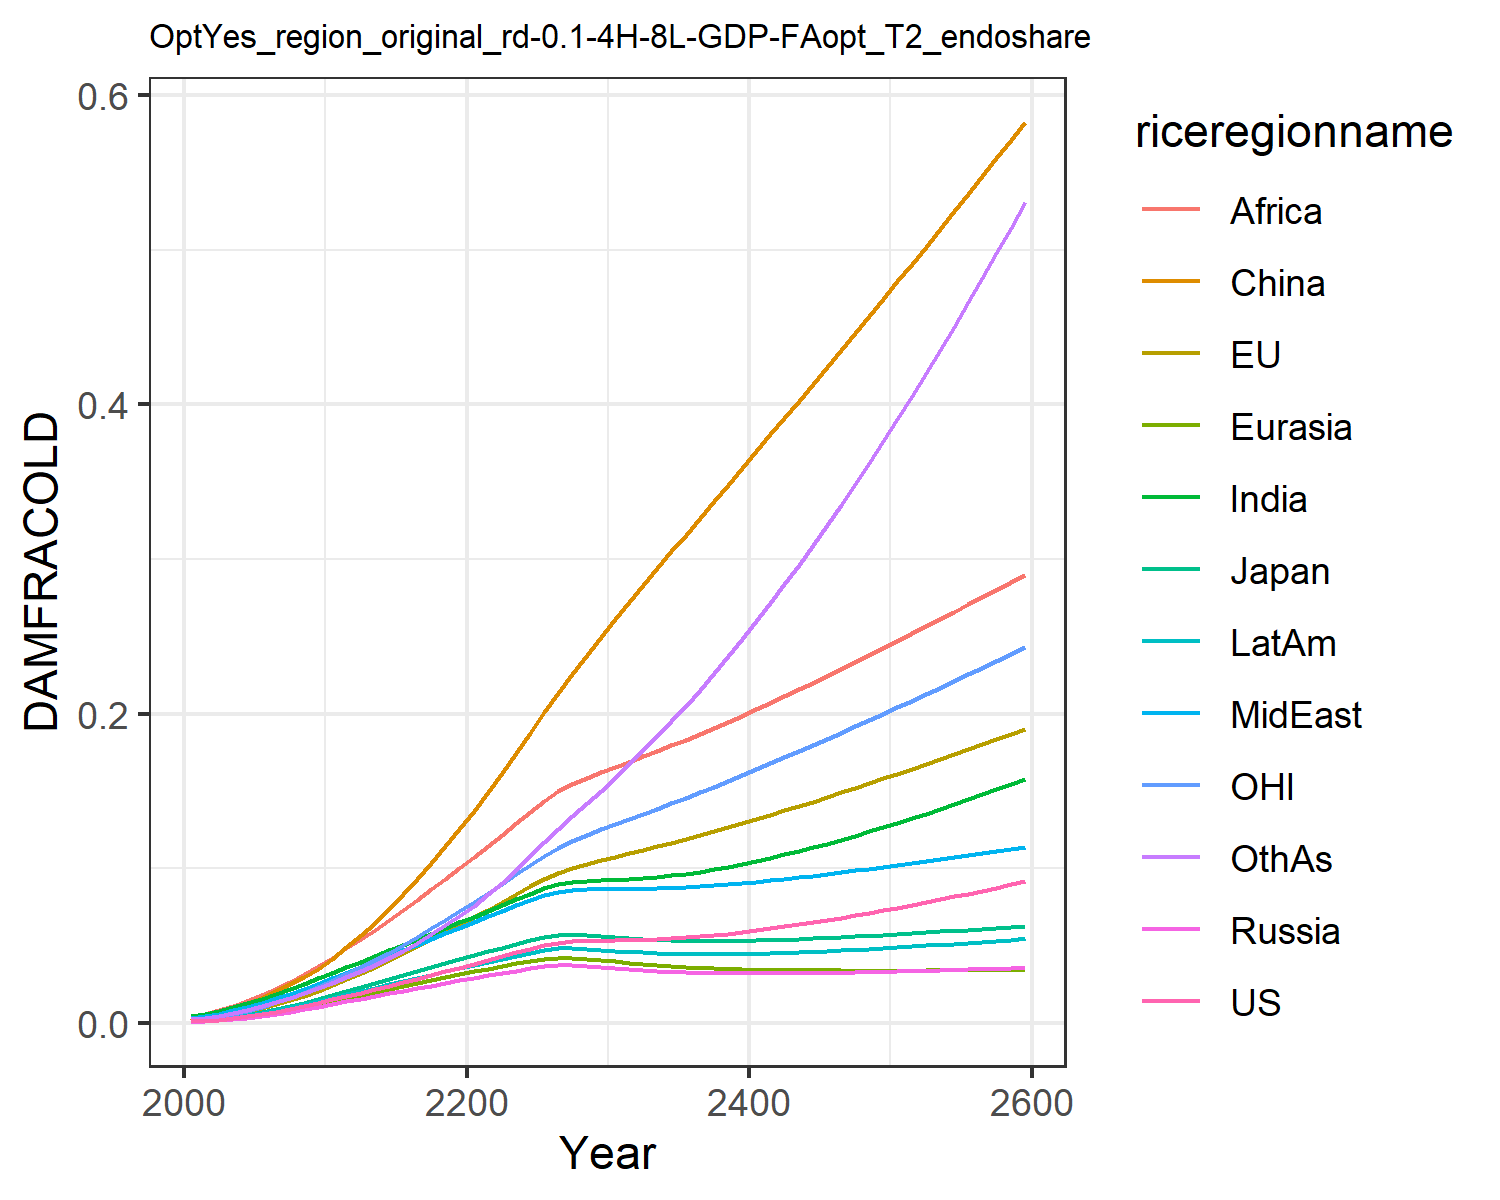 OptYes_region_original_rd-0.1-4H-8L-GDP-FAopt_T2_endoshare
0.6
0.4
0.2
0.0
DAMFRACOLD
2000 2200 2400 2600
Year
riceregionname
Africa
China
EU
Eurasia
India
Japan
LatAm
MidEast
OHI
OthAs
Russia
US